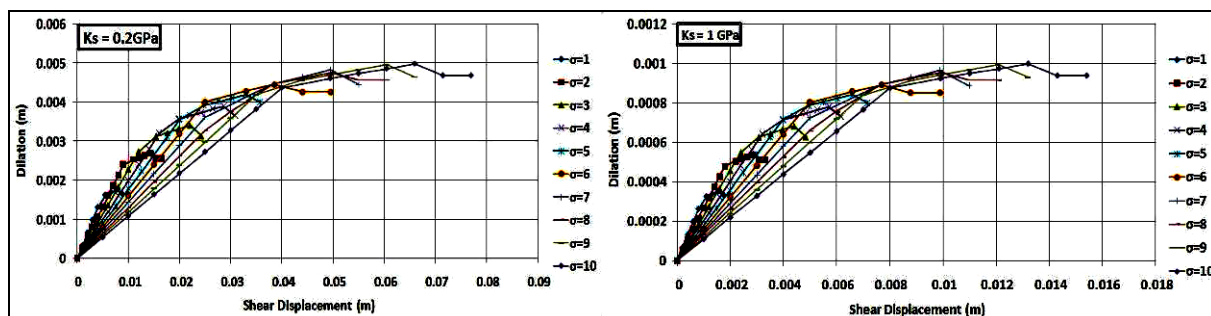 Ks = 0.2GPa
Dilation (m)
0.006
0.005
0.004
0.003
0.002
0.001
0
0 0.01 0.02 0.03 0.04 0.05 0.06 0.07 0.08 0.09
Shear Displacement (m)
σ=1
σ=2
σ=3
σ=4
σ=5
σ=6
σ=7
σ=8
σ=9
σ=10
Ks= 1 GPa
Dilation (m)
0.0012
0.001
0.0008
0.0006
0.0004
0.0002
0
0 0.002 0.004 0.006 0.008 0.01 0.012 0.014 0.016 0.018
Shear Displacement (m)
σ=1
σ=2
σ=3
σ=4
σ=5
σ=6
σ=7
σ=8
σ=9
σ=10